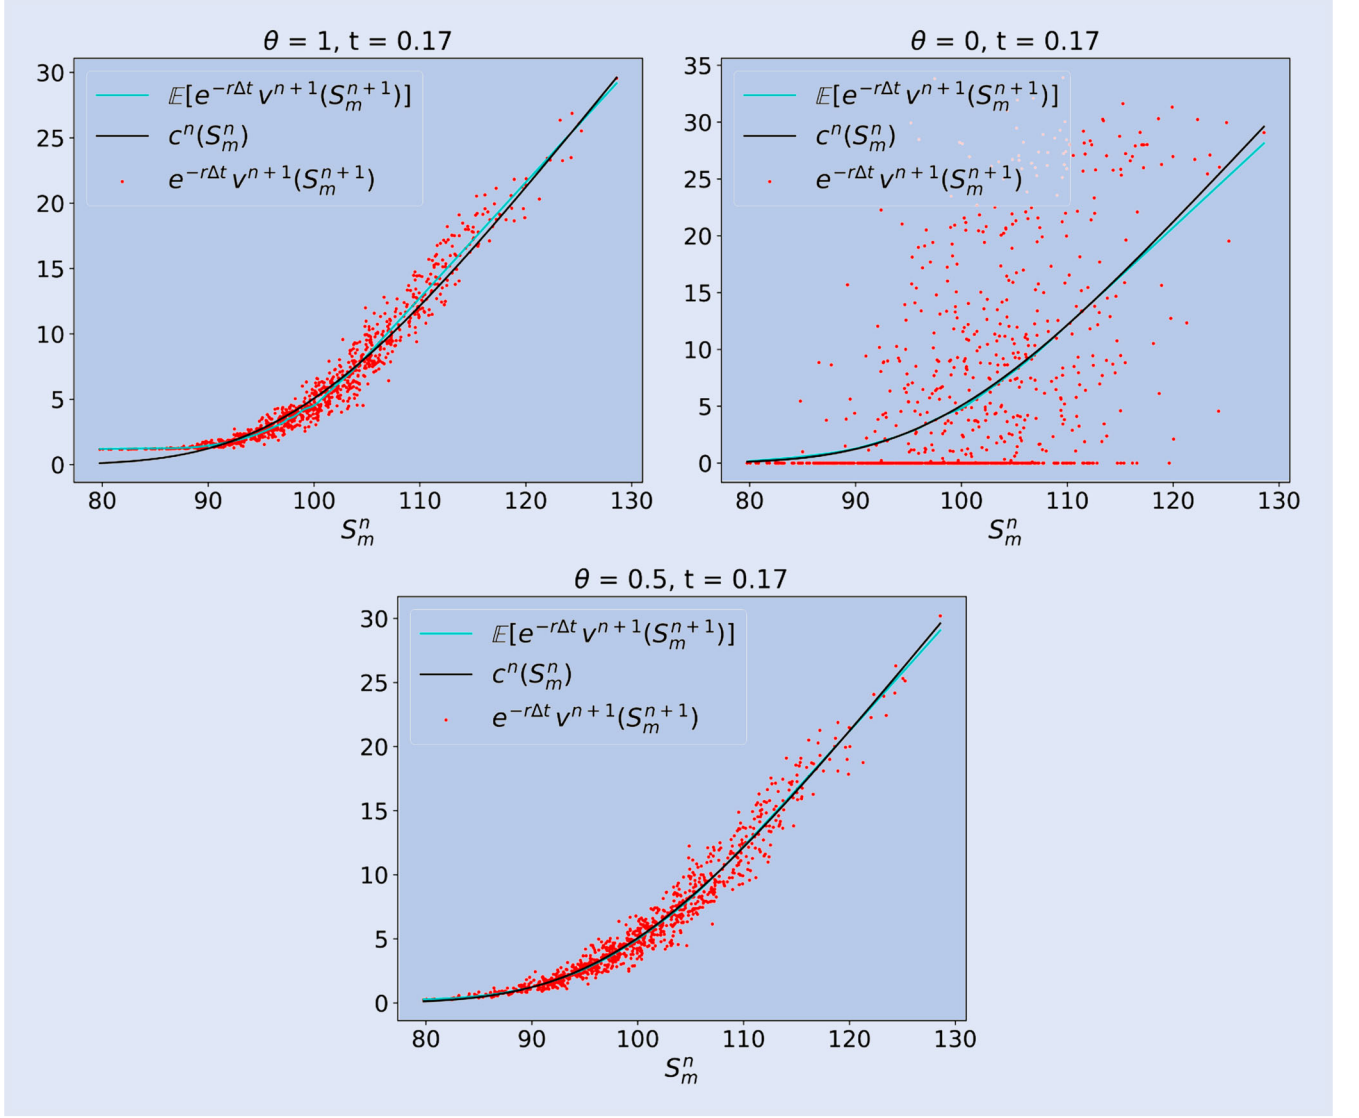 θ = 1, t = 0.17
30
25
20
15
10
5
0
𝔼[e^{-rΔt} v^{n+1}(S_m^{n+1})]
c^n(S_m^n)
e^{-rΔt} v^{n+1}(S_m^{n+1})
80 90 100 110 120 130
S_m^n
θ = 0, t = 0.17
35
30
25
20
15
10
5
0
𝔼[e^{-rΔt} v^{n+1}(S_m^{n+1})]
c^n(S_m^n)
e^{-rΔt} v^{n+1}(S_m^{n+1})
80 90 100 110 120 130
S_m^n
θ = 0.5, t = 0.17
30
25
20
15
10
5
0
𝔼[e^{-rΔt} v^{n+1}(S_m^{n+1})]
c^n(S_m^n)
e^{-rΔt} v^{n+1}(S_m^{n+1})
80 90 100 110 120 130
S_m^n